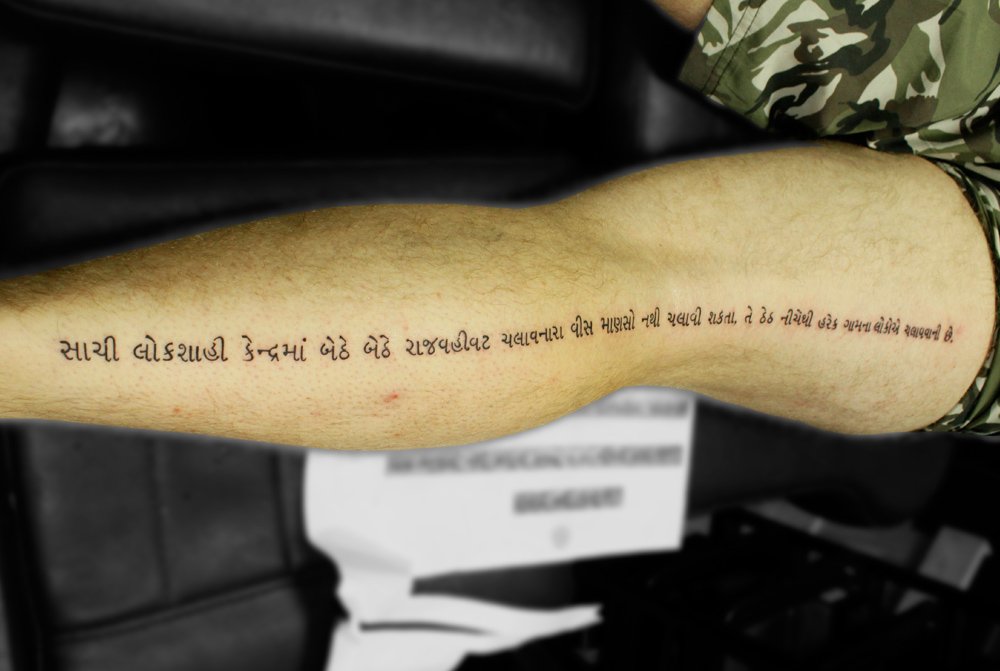 સાચી લોકશાહી કેન્દ્રમાં બેઠે બેઠે રાજવહીવટ ચલાવનારા વીસ માણસો નથી ચલાવી શકતા. તે ઠેઠ નીચેથી હરેક ગામના લોકોએ ચલાવવાની છે.